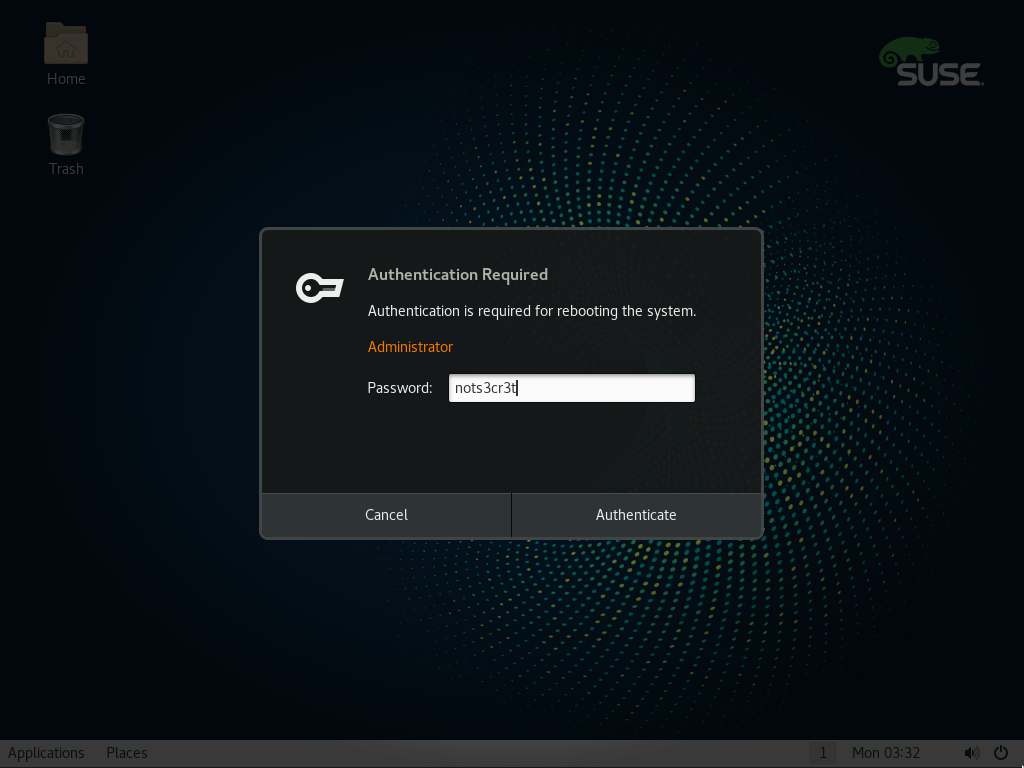 Home
Trash
SUSE
Authentication Required
Authentication is required for rebooting the system.
Administrator
Password: nots3cr3t
Cancel Authenticate
Applications Places 1 Mon 03:32